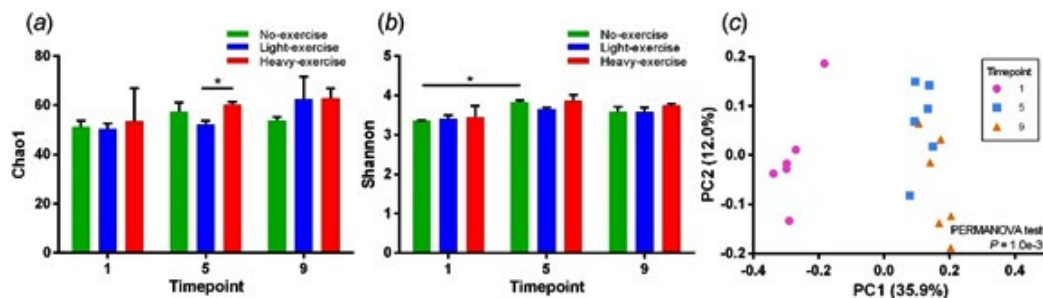 (a)
No-exercise
Light-exercise
Heavy-exercise
*
Chao1
80
60
40
20
0
1
5
9
Timepoint
(b)
No-exercise
Light-exercise
Heavy-exercise
*
Shannon
5
4
3
2
1
0
1
5
9
Timepoint
(c)
Timepoint
1
5
9
PC2 (12.0%)
0.2
0.1
0.0
-0.1
-0.2
PERMANOVA test
P = 1.0e-3
-0.4
-0.2
0.0
0.2
0.4
PC1 (35.9%)